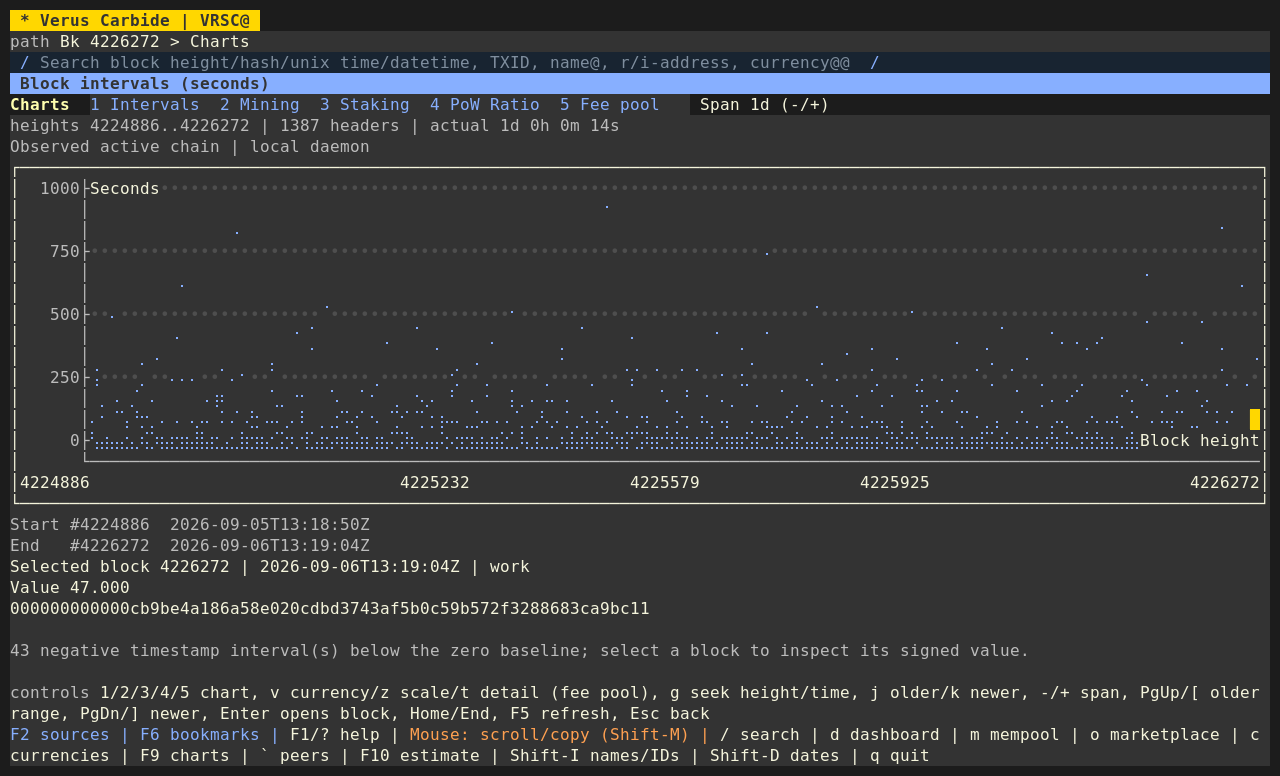 * Verus Carbide | VRSC@
path Bk 4226272 > Charts
/ Search block height/hash/unix time/datetime, TXID, name@, r/i-address, currency@@ /
Block intervals (seconds)
Charts 1 Intervals 2 Mining 3 Staking 4 PoW Ratio 5 Fee pool Span 1d (-/+)
heights 4224886..4226272 | 1387 headers | actual 1d 0h 0m 14s
Observed active chain | local daemon
1000 Seconds
750
500
250
0
Block height
4224886 4225232 4225579 4225925 4226272
Start #4224886 2026-09-05T13:18:50Z
End #4226272 2026-09-06T13:19:04Z
Selected block 4226272 | 2026-09-06T13:19:04Z | work
Value 47.000
000000000000cb9be4a186a58e020cdbd3743af5b0c59b572f3288683ca9bc11
43 negative timestamp interval(s) below the zero baseline; select a block to inspect its signed value.
controls 1/2/3/4/5 chart, v currency/z scale/t detail (fee pool), g seek height/time, j older/k newer, -/+ span, PgUp/[ older
range, PgDn/] newer, Enter opens block, Home/End, F5 refresh, Esc back
F2 sources | F6 bookmarks | F1/? help | Mouse: scroll/copy (Shift-M) | / search | d dashboard | m mempool | o marketplace | c
currencies | F9 charts | ` peers | F10 estimate | Shift-I names/IDs | Shift-D dates | q quit